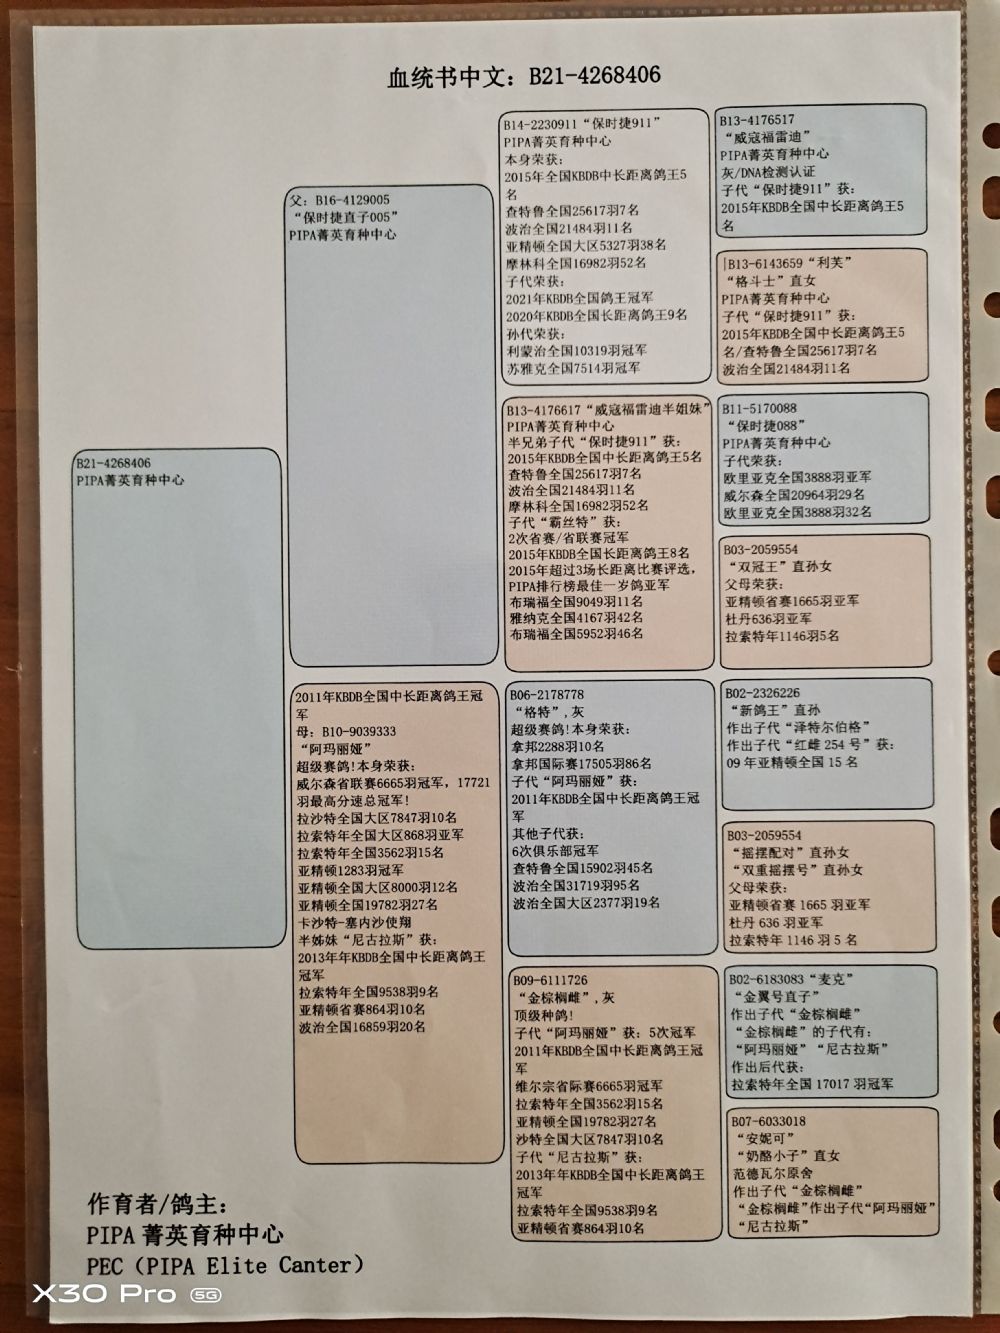 血统书中文：B21-4268406
B21-4268406
PIPA菁英育种中心
父：B16-4129005
“保时捷直子005”
PIPA菁英育种中心
2011年KBDB全国中长距离鸽王冠
军
母：B10-9039333
“阿玛丽娅”
超级赛鸽!本身荣获：
威尔森省联赛6665羽冠军，17721
羽最高分速总冠军!
拉沙特全国大区7847羽10名
拉索特年全国大区868羽亚军
拉索特年全国3562羽15名
亚精顿1283羽冠军
亚精顿全国大区8000羽12名
亚精顿全国19782羽27名
卡沙特-塞内沙使翔
半姊妹“尼古拉斯”获：
2013年年KBDB全国中长距离鸽王
冠军
拉索特年全国9538羽9名
亚精顿省赛864羽10名
波治全国16859羽20名
B14-2230911“保时捷911”
PIPA菁英育种中心
本身荣获：
2015年全国KBDB中长距离鸽王5
名
查特鲁全国25617羽7名
波治全国21484羽11名
亚精顿全国大区5327羽38名
摩林科全国16982羽52名
子代荣获：
2021年KBDB全国鸽王冠军
2020年KBDB全国长距离鸽王9名
孙代荣获：
利蒙治全国10319羽冠军
苏雅克全国7514羽冠军
B13-4176617“威寇福雷迪半姐妹”
PIPA菁英育种中心
半兄弟子代“保时捷911”获：
2015年KBDB全国中长距离鸽王5名
查特鲁全国25617羽7名
波治全国21484羽11名
摩林科全国16982羽52名
子代“霸丝特”获：
2次省赛/省联赛冠军
2015年KBDB全国长距离鸽王8名
2015年超过3场长距离比赛评选，
PIPA排行榜最佳一岁鸽亚军
布瑞福全国9049羽11名
雅纳克全国4167羽42名
布瑞福全国5952羽46名
B06-2178778
“格特”,灰
超级赛鸽!本身荣获：
拿邦2288羽10名
拿邦国际赛17505羽86名
子代“阿玛丽娅”获：
2011年KBDB全国中长距离鸽王冠
军
其他子代获：
6次俱乐部冠军
查特鲁全国15902羽45名
波治全国31719羽95名
波治全国大区2377羽19名
B09-6111726
“金棕榈雌”,灰
顶级种鸽!
子代“阿玛丽娅”获：5次冠军
2011年KBDB全国中长距离鸽王冠
军
维尔宗省际赛6665羽冠军
拉索特年全国3562羽15名
亚精顿全国19782羽27名
沙特全国大区7847羽10名
子代“尼古拉斯”获：
2013年年KBDB全国中长距离鸽王
冠军
拉索特年全国9538羽9名
亚精顿省赛864羽10名
B13-4176517
“威寇福雷迪”
PIPA菁英育种中心
灰/DNA检测认证
子代“保时捷911”获：
2015年KBDB全国中长距离鸽王5
名
B13-6143659“利芙”
“格斗士”直女
PIPA菁英育种中心
子代“保时捷911”获：
2015年KBDB全国中长距离鸽王5
名/查特鲁全国25617羽7名
波治全国21484羽11名
B11-5170088
“保时捷088”
PIPA菁英育种中心
子代荣获：
欧里亚克全国3888羽亚军
威尔森全国20964羽29名
欧里亚克全国3888羽32名
B03-2059554
“双冠王”直孙女
父母荣获：
亚精顿省赛1665羽亚军
杜丹636羽亚军
拉索特年1146羽5名
B02-2326226
“新鸽王”直孙
作出子代“泽特尔伯格”
作出子代“红雌 254 号”获：
09 年亚精顿全国 15 名
B03-2059554
“摇摆配对”直孙女
“双重摇摆号”直孙女
父母荣获：
亚精顿省赛 1665 羽亚军
杜丹 636 羽亚军
拉索特年 1146 羽 5 名
B02-6183083“麦克”
“金翼号直子”
作出子代“金棕榈雌”
“金棕榈雌”的子代有：
“阿玛丽娅”“尼古拉斯”
作出后代获：
拉索特年全国 17017 羽冠军
B07-6033018
“安妮可”
“奶酪小子”直女
范德瓦尔原舍
作出子代“金棕榈雌”
“金棕榈雌”作出子代“阿玛丽娅”
“尼古拉斯”
作育者/鸽主：
PIPA 菁英育种中心
PEC（PIPA Elite Canter）
X30 Pro 5G